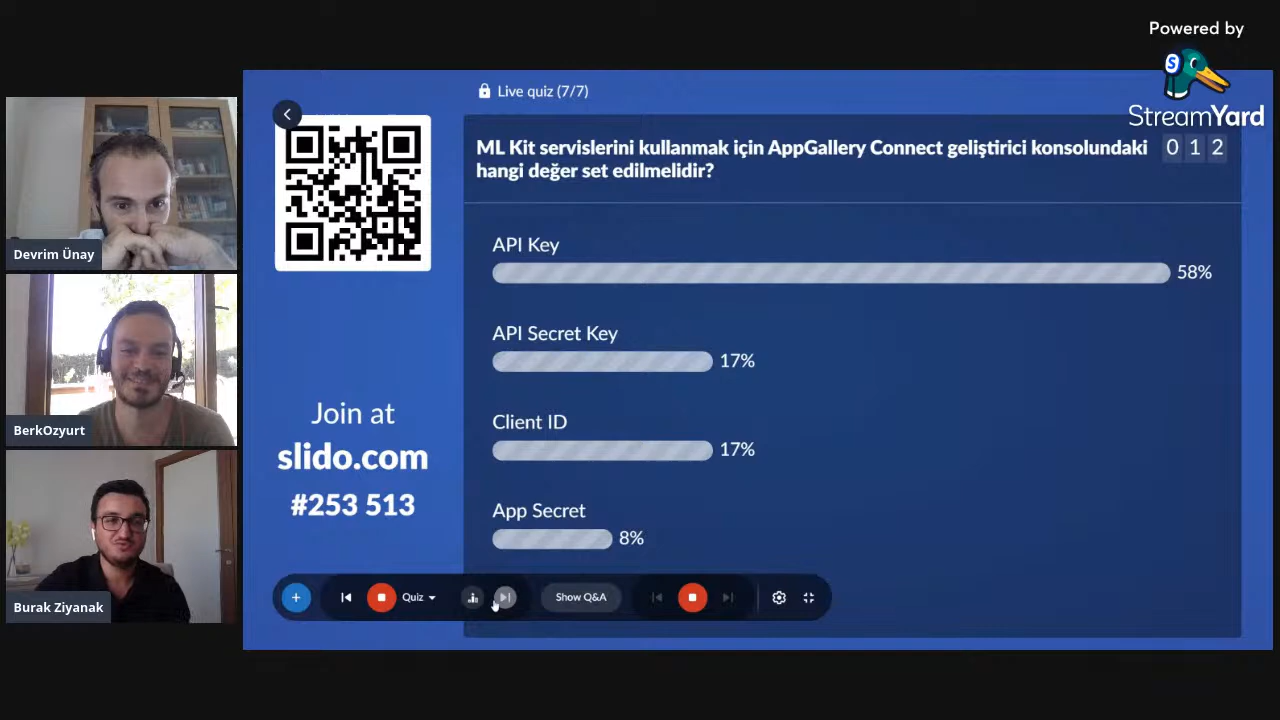 Powered by
StreamYard
Devrim Ünay
BerkOzyurt
Burak Ziyanak
Join at
slido.com
#253 513
Live quiz (7/7)
ML Kit servislerini kullanmak için AppGallery Connect geliştirici konsolundaki
hangi değer set edilmelidir?
0 1 2
API Key
58%
API Secret Key
17%
Client ID
17%
App Secret
8%
Quiz
Show Q&A